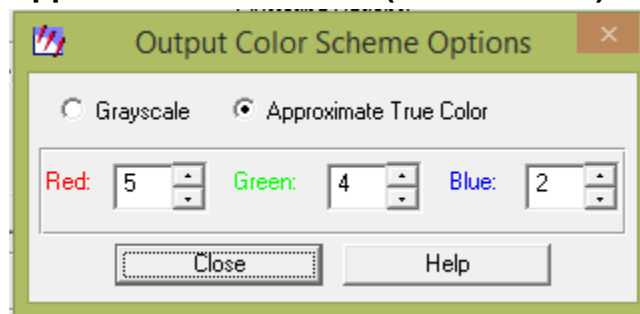 Output Color Scheme Options
Grayscale Approximate True Color
Red: 5 Green: 4 Blue: 2
Close Help